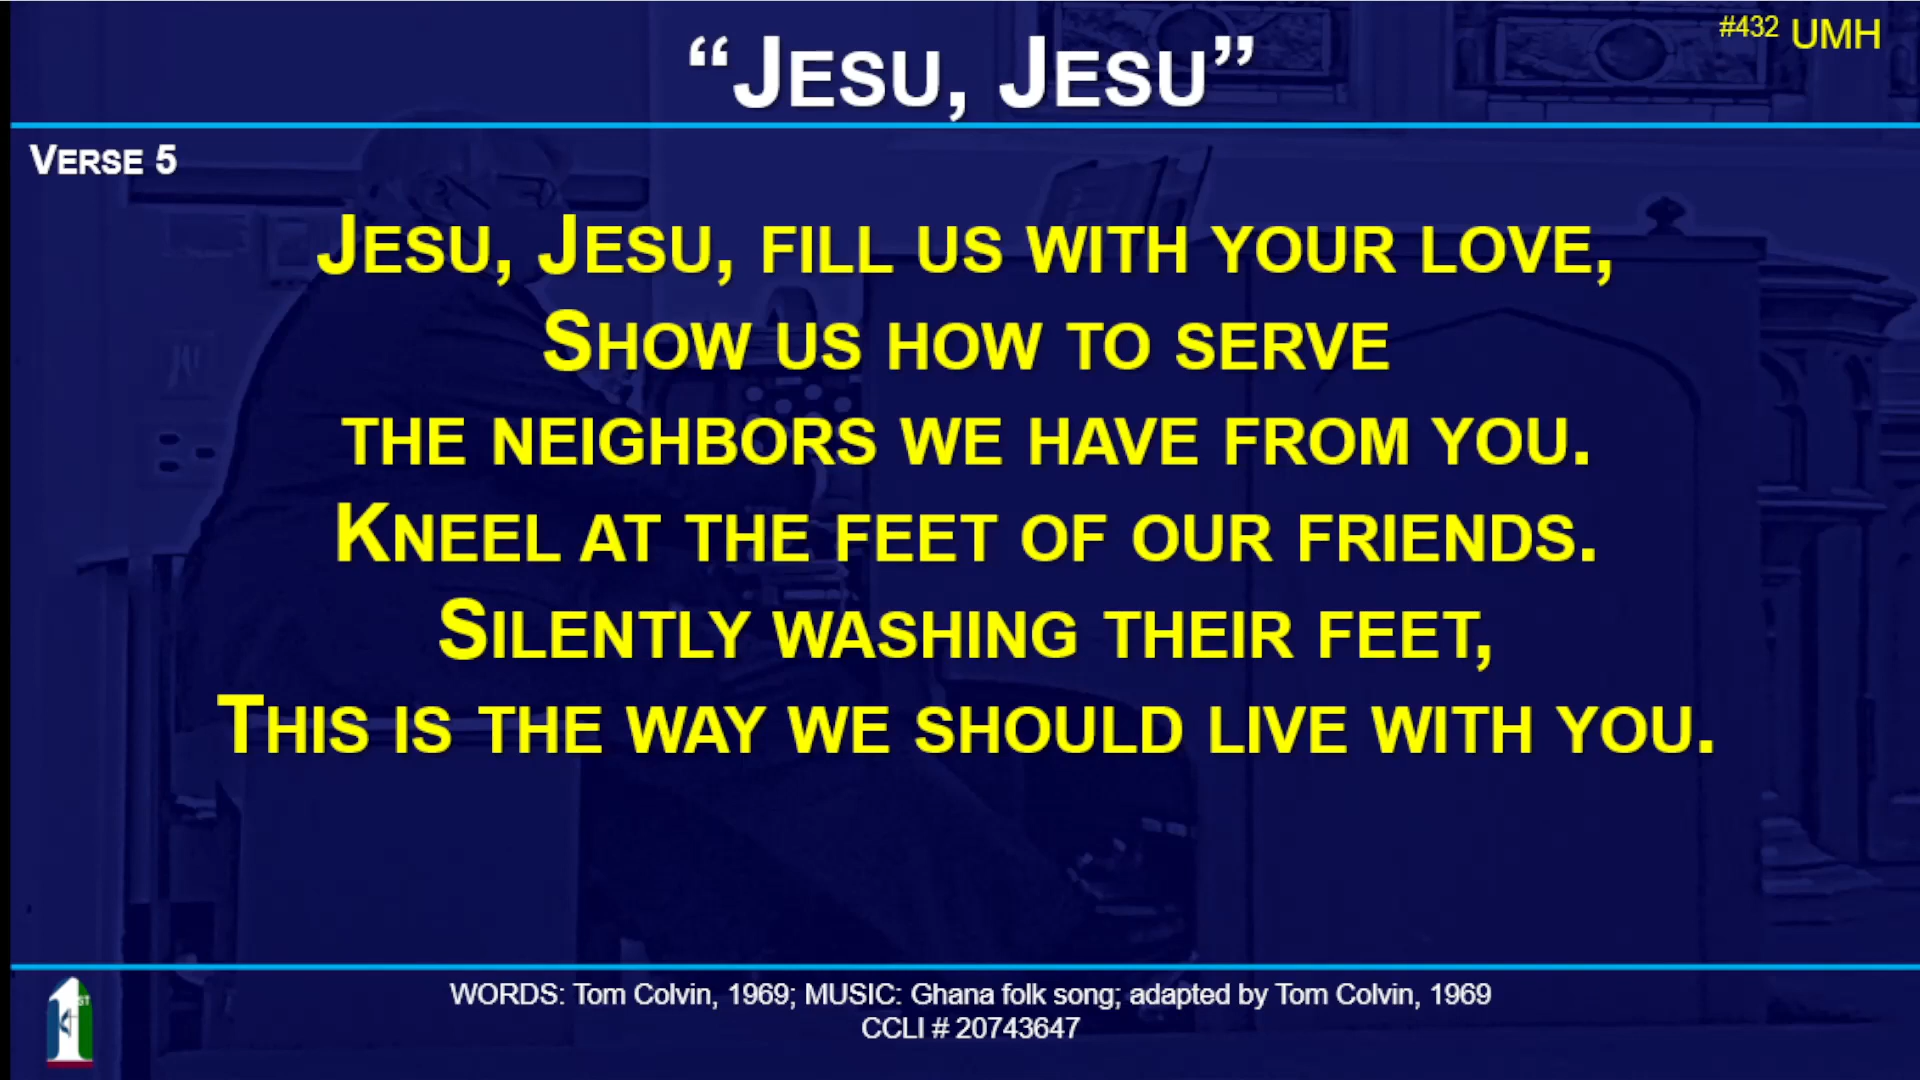 #432 UMH
“JESU, JESU”
VERSE 5
JESU, JESU, FILL US WITH YOUR LOVE,
SHOW US HOW TO SERVE
THE NEIGHBORS WE HAVE FROM YOU.
KNEEL AT THE FEET OF OUR FRIENDS.
SILENTLY WASHING THEIR FEET,
THIS IS THE WAY WE SHOULD LIVE WITH YOU.
WORDS: Tom Colvin, 1969; MUSIC: Ghana folk song; adapted by Tom Colvin, 1969
CCLI # 20743647
1ST